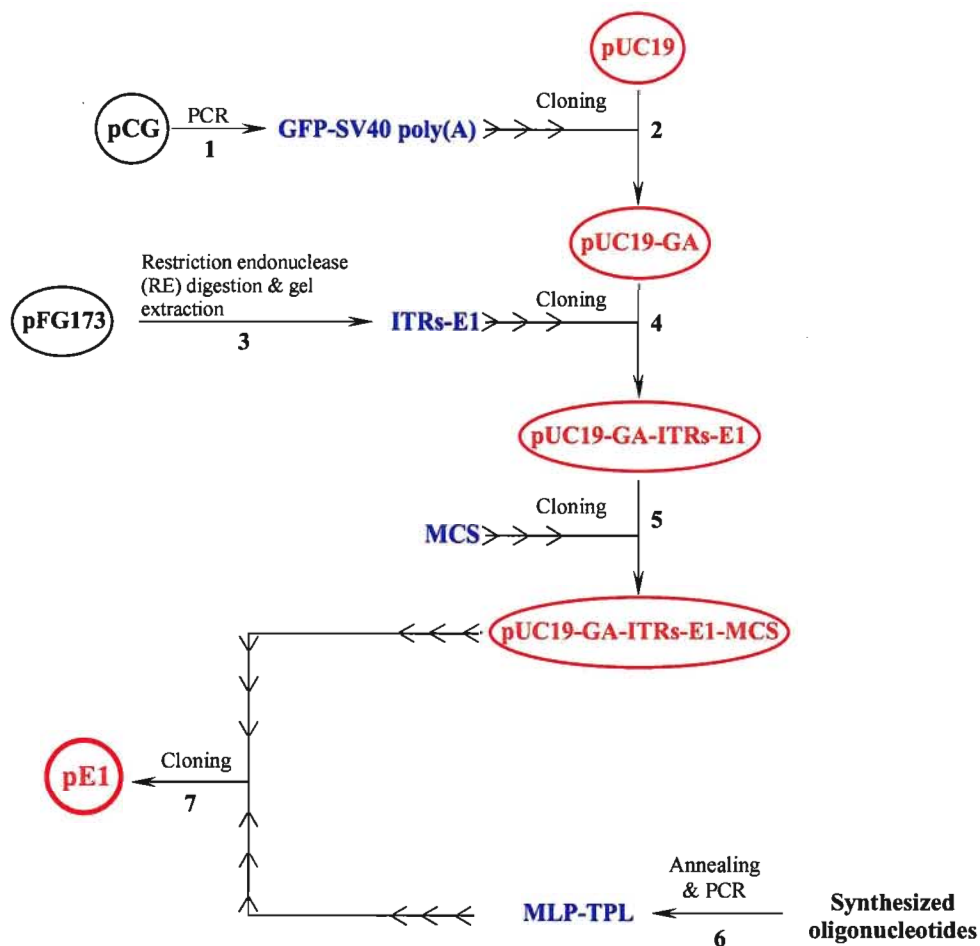 pUC19
Cloning
pCG
PCR
1
GFP-SV40 poly(A)
2
pUC19-GA
Restriction endonuclease
(RE) digestion & gel
extraction
pFG173
3
ITRs-E1
Cloning
4
pUC19-GA-ITRs-E1
Cloning
5
MCS
pUC19-GA-ITRs-E1-MCS
pE1
Cloning
7
MLP-TPL
Annealing
& PCR
6
Synthesized
oligonucleotides